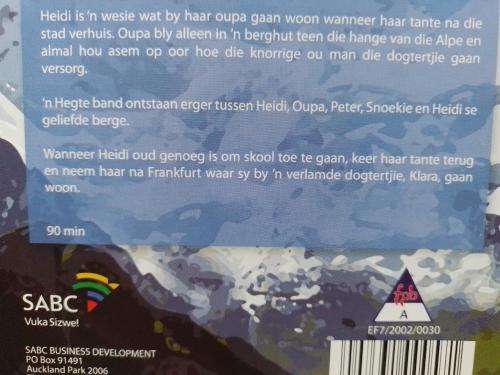 Heidi is 'n wesie wat by haar oupa gaan woon wanneer haar tante na die
stad verhuis. Oupa bly alleen in 'n berghut teen die hange van die Alpe en
almal hou asem op oor hoe die knorrige ou man die dogtertjie gaan
versorg.
'n Hegte band ontstaan erger tussen Heidi, Oupa, Peter, Snoekie en Heidi se
geliefde berge.
Wanneer Heidi oud genoeg is om skool toe te gaan, keer haar tante terug
en neem haar na Frankfurt waar sy by 'n verlamde dogtertjie, Klara, gaan
woon.
90 min
SABC
Vuka Sizwe!
fpb
A
EF7/2002/0030
SABC BUSINESS DEVELOPMENT
PO Box 91491
Auckland Park 2006